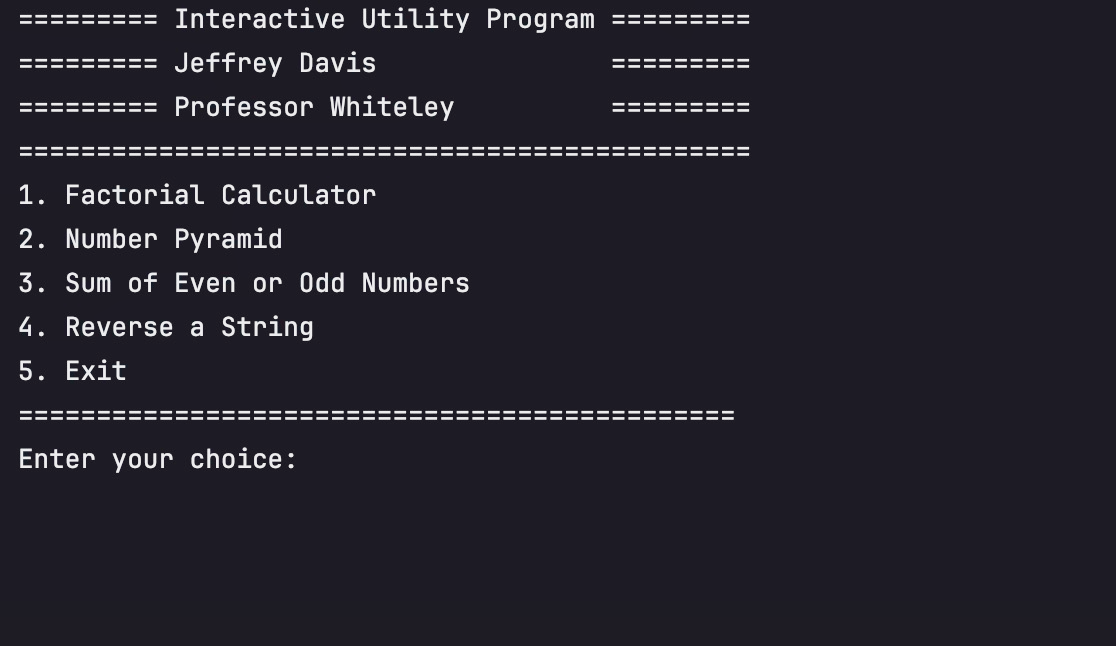 ========= Interactive Utility Program =========
========= Jeffrey Davis               =========
========= Professor Whiteley          =========
===============================================
1. Factorial Calculator
2. Number Pyramid
3. Sum of Even or Odd Numbers
4. Reverse a String
5. Exit
==============================================
Enter your choice: